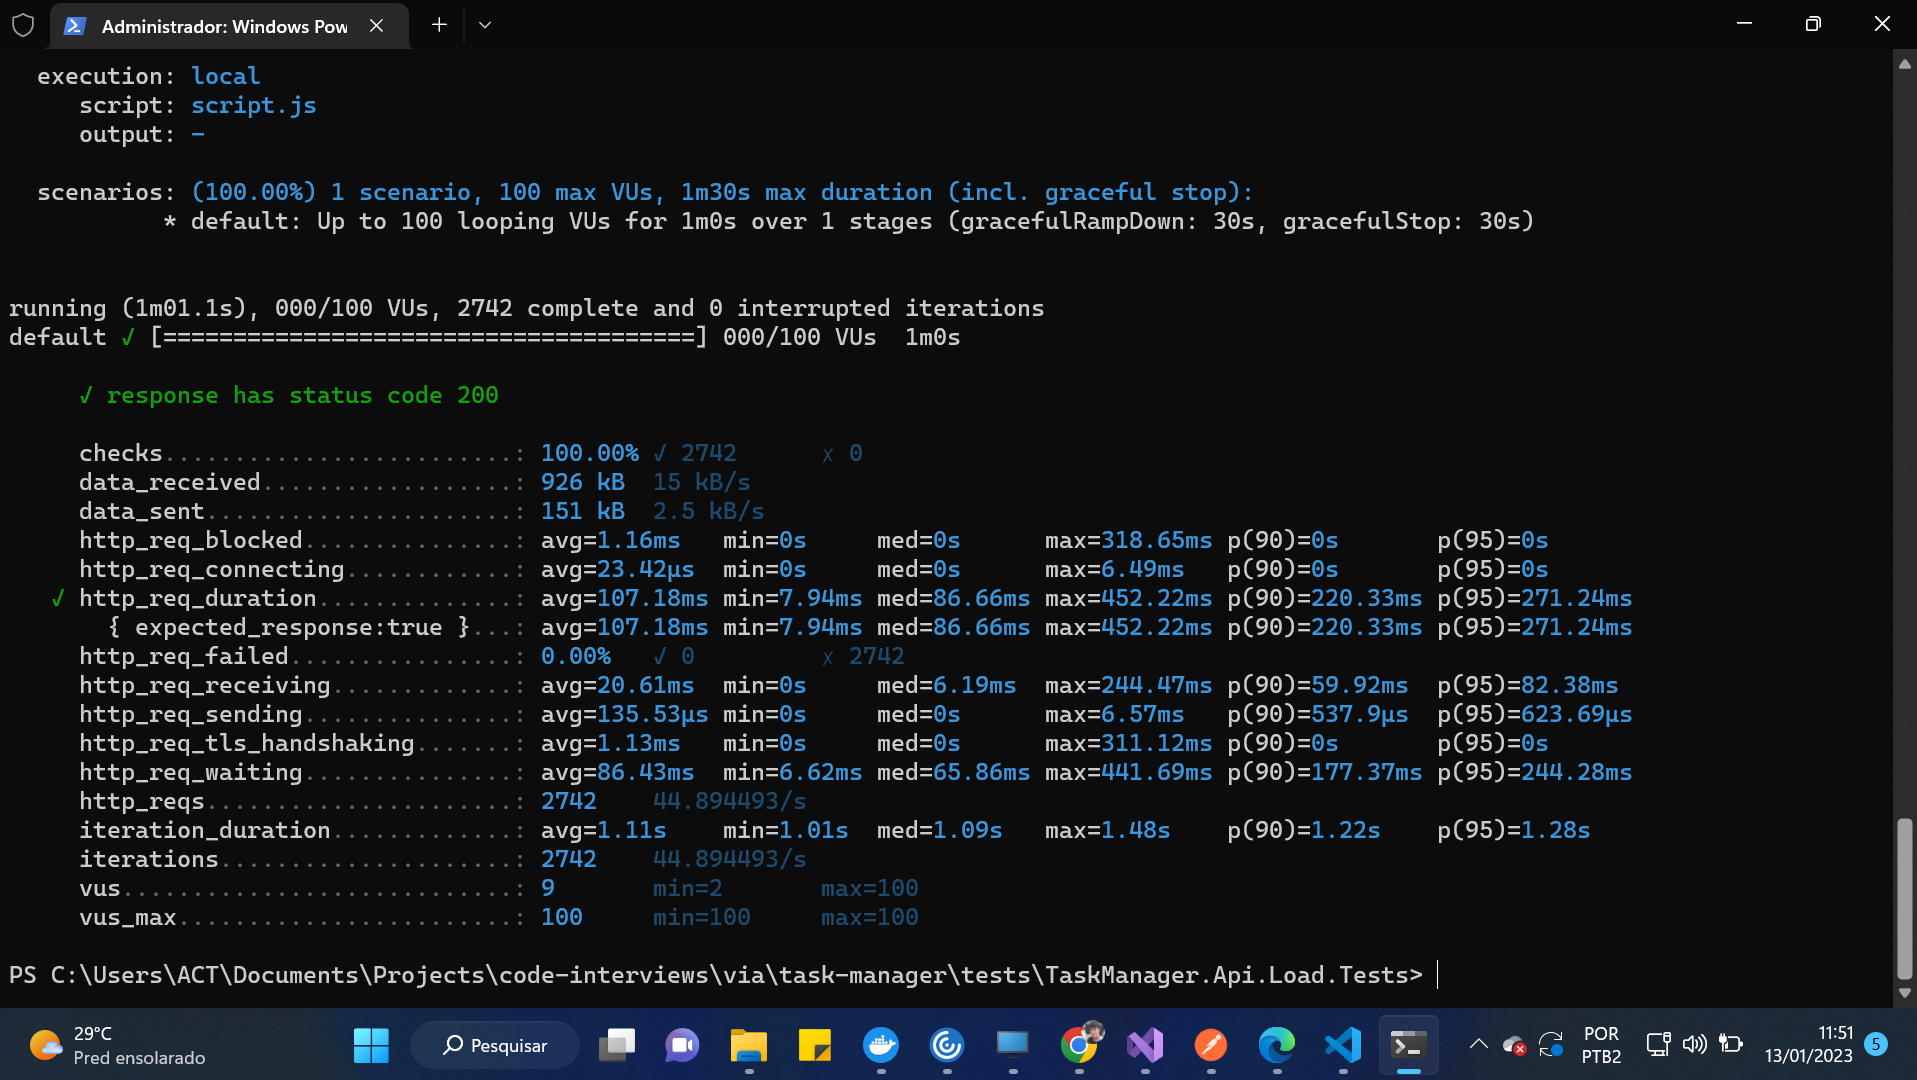 Administrador: Windows Pow
execution: local
script: script.js
output: -
scenarios: (100.00%) 1 scenario, 100 max VUs, 1m30s max duration (incl. graceful stop):
* default: Up to 100 looping VUs for 1m0s over 1 stages (gracefulRampDown: 30s, gracefulStop: 30s)
running (1m01.1s), 000/100 VUs, 2742 complete and 0 interrupted iterations
default ✓ [======================================] 000/100 VUs  1m0s
✓ response has status code 200
checks.........................: 100.00% ✓ 2742      ✗ 0
data_received..................: 926 kB  15 kB/s
data_sent......................: 151 kB  2.5 kB/s
http_req_blocked...............: avg=1.16ms   min=0s     med=0s      max=318.65ms p(90)=0s       p(95)=0s
http_req_connecting............: avg=23.42µs  min=0s     med=0s      max=6.49ms   p(90)=0s       p(95)=0s
✓ http_req_duration..............: avg=107.18ms min=7.94ms med=86.66ms max=452.22ms p(90)=220.33ms p(95)=271.24ms
{ expected_response:true }...: avg=107.18ms min=7.94ms med=86.66ms max=452.22ms p(90)=220.33ms p(95)=271.24ms
http_req_failed................: 0.00%   ✓ 0         ✗ 2742
http_req_receiving.............: avg=20.61ms  min=0s     med=6.19ms  max=244.47ms p(90)=59.92ms  p(95)=82.38ms
http_req_sending...............: avg=135.53µs min=0s     med=0s      max=6.57ms   p(90)=537.9µs  p(95)=623.69µs
http_req_tls_handshaking.......: avg=1.13ms   min=0s     med=0s      max=311.12ms p(90)=0s       p(95)=0s
http_req_waiting...............: avg=86.43ms  min=6.62ms med=65.86ms max=441.69ms p(90)=177.37ms p(95)=244.28ms
http_reqs......................: 2742    44.894493/s
iteration_duration.............: avg=1.11s    min=1.01s  med=1.09s   max=1.48s    p(90)=1.22s    p(95)=1.28s
iterations.....................: 2742    44.894493/s
vus............................: 9       min=2       max=100
vus_max........................: 100     min=100     max=100
PS C:\Users\ACT\Documents\Projects\code-interviews\via\task-manager\tests\TaskManager.Api.Load.Tests>
29°C
Pred ensolarado
Pesquisar
POR
PTB2
11:51
13/01/2023
5